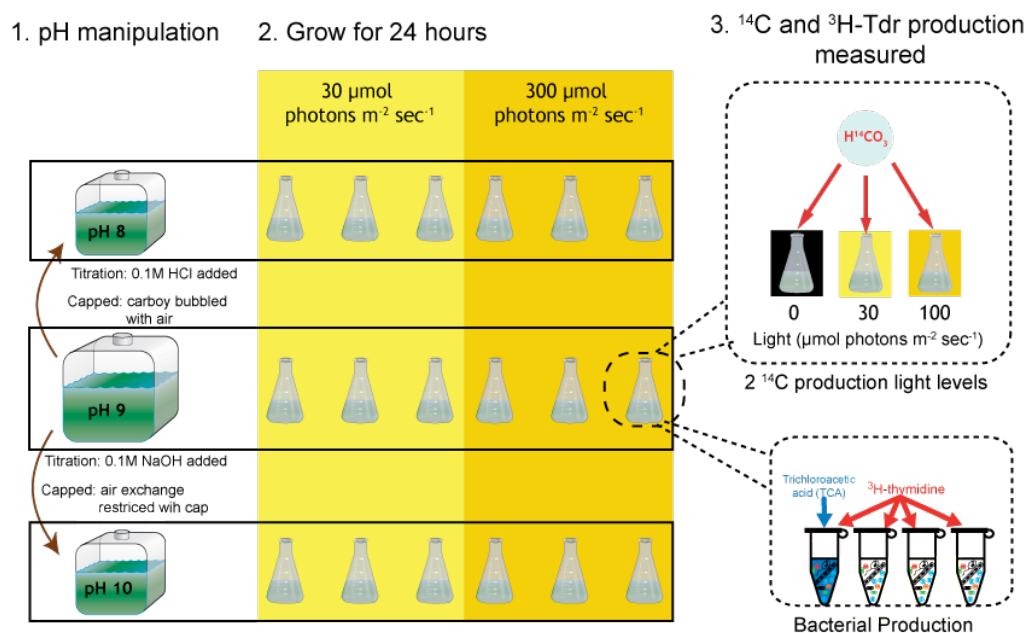 1. pH manipulation
2. Grow for 24 hours
3. ¹⁴C and ³H-Tdr production
measured
30 µmol
photons m⁻² sec⁻¹
300 µmol
photons m⁻² sec⁻¹
pH 8
Titration: 0.1M HCl added
Capped: carboy bubbled
with air
pH 9
Titration: 0.1M NaOH added
Capped: air exchange
restriced wih cap
pH 10
H¹⁴CO₃
0
30
100
Light (µmol photons m⁻² sec⁻¹)
2 ¹⁴C production light levels
Trichloroacetic
acid (TCA)
³H-thymidine
Bacterial Production